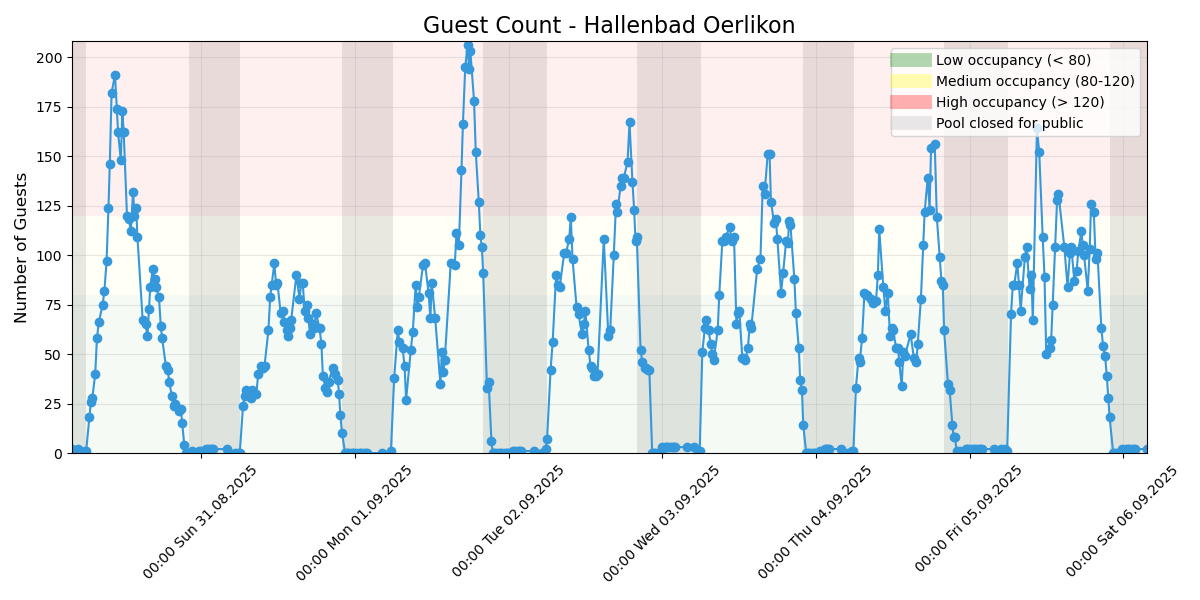 Guest Count - Hallenbad Oerlikon
Number of Guests
200
175
150
125
100
75
50
25
0
Low occupancy (< 80)
Medium occupancy (80-120)
High occupancy (> 120)
Pool closed for public
00:00 Sun 31.08.2025
00:00 Mon 01.09.2025
00:00 Tue 02.09.2025
00:00 Wed 03.09.2025
00:00 Thu 04.09.2025
00:00 Fri 05.09.2025
00:00 Sat 06.09.2025